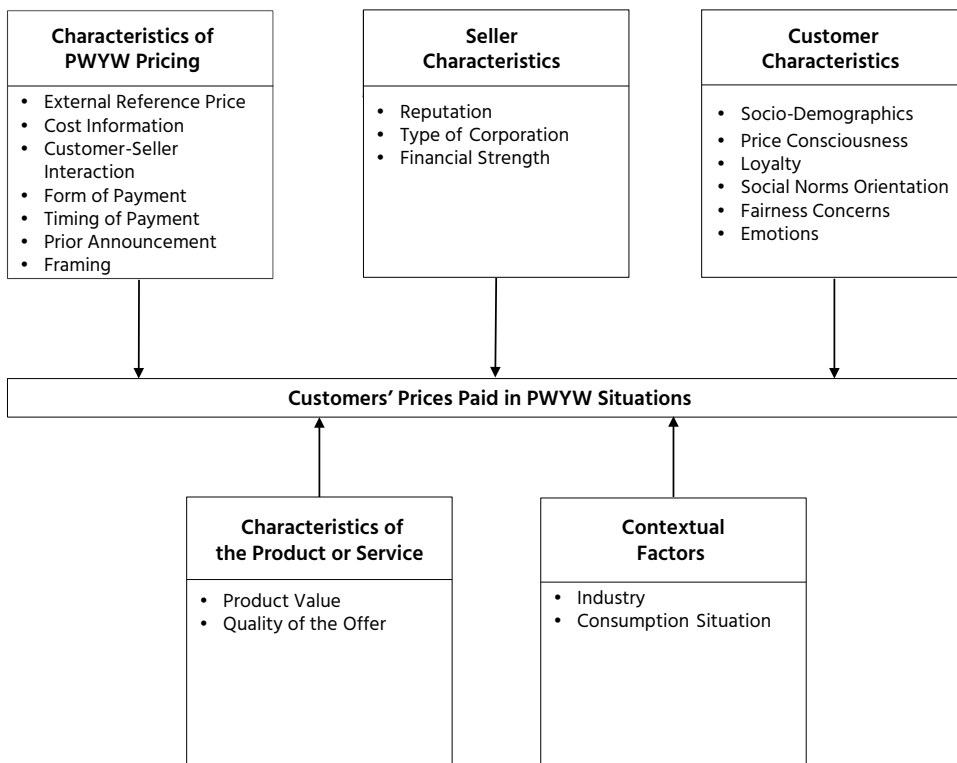 Characteristics of
PWYW Pricing
• External Reference Price
• Cost Information
• Customer-Seller
Interaction
• Form of Payment
• Timing of Payment
• Prior Announcement
• Framing
Seller
Characteristics
• Reputation
• Type of Corporation
• Financial Strength
Customer
Characteristics
• Socio-Demographics
• Price Consciousness
• Loyalty
• Social Norms Orientation
• Fairness Concerns
• Emotions
Customers’ Prices Paid in PWYW Situations
Characteristics of
the Product or Service
• Product Value
• Quality of the Offer
Contextual
Factors
• Industry
• Consumption Situation